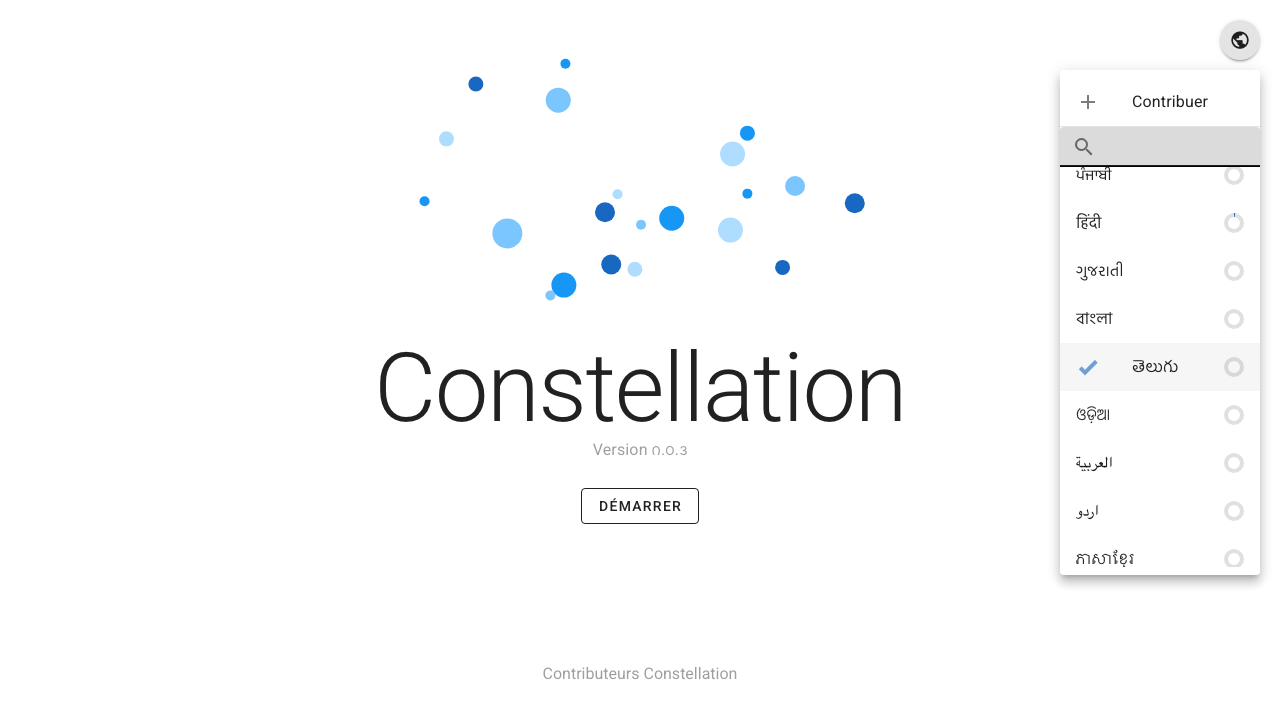 Contribuer
ਪੰਜਾਬੀ
हिंदी
ગુજરાતી
বাংলা
తెలుగు
ଓଡ଼ିଆ
العربية
اردو
ភាសាខ្មែរ
Constellation
Version ౧.౦.౩
DÉMARRER
Contributeurs Constellation